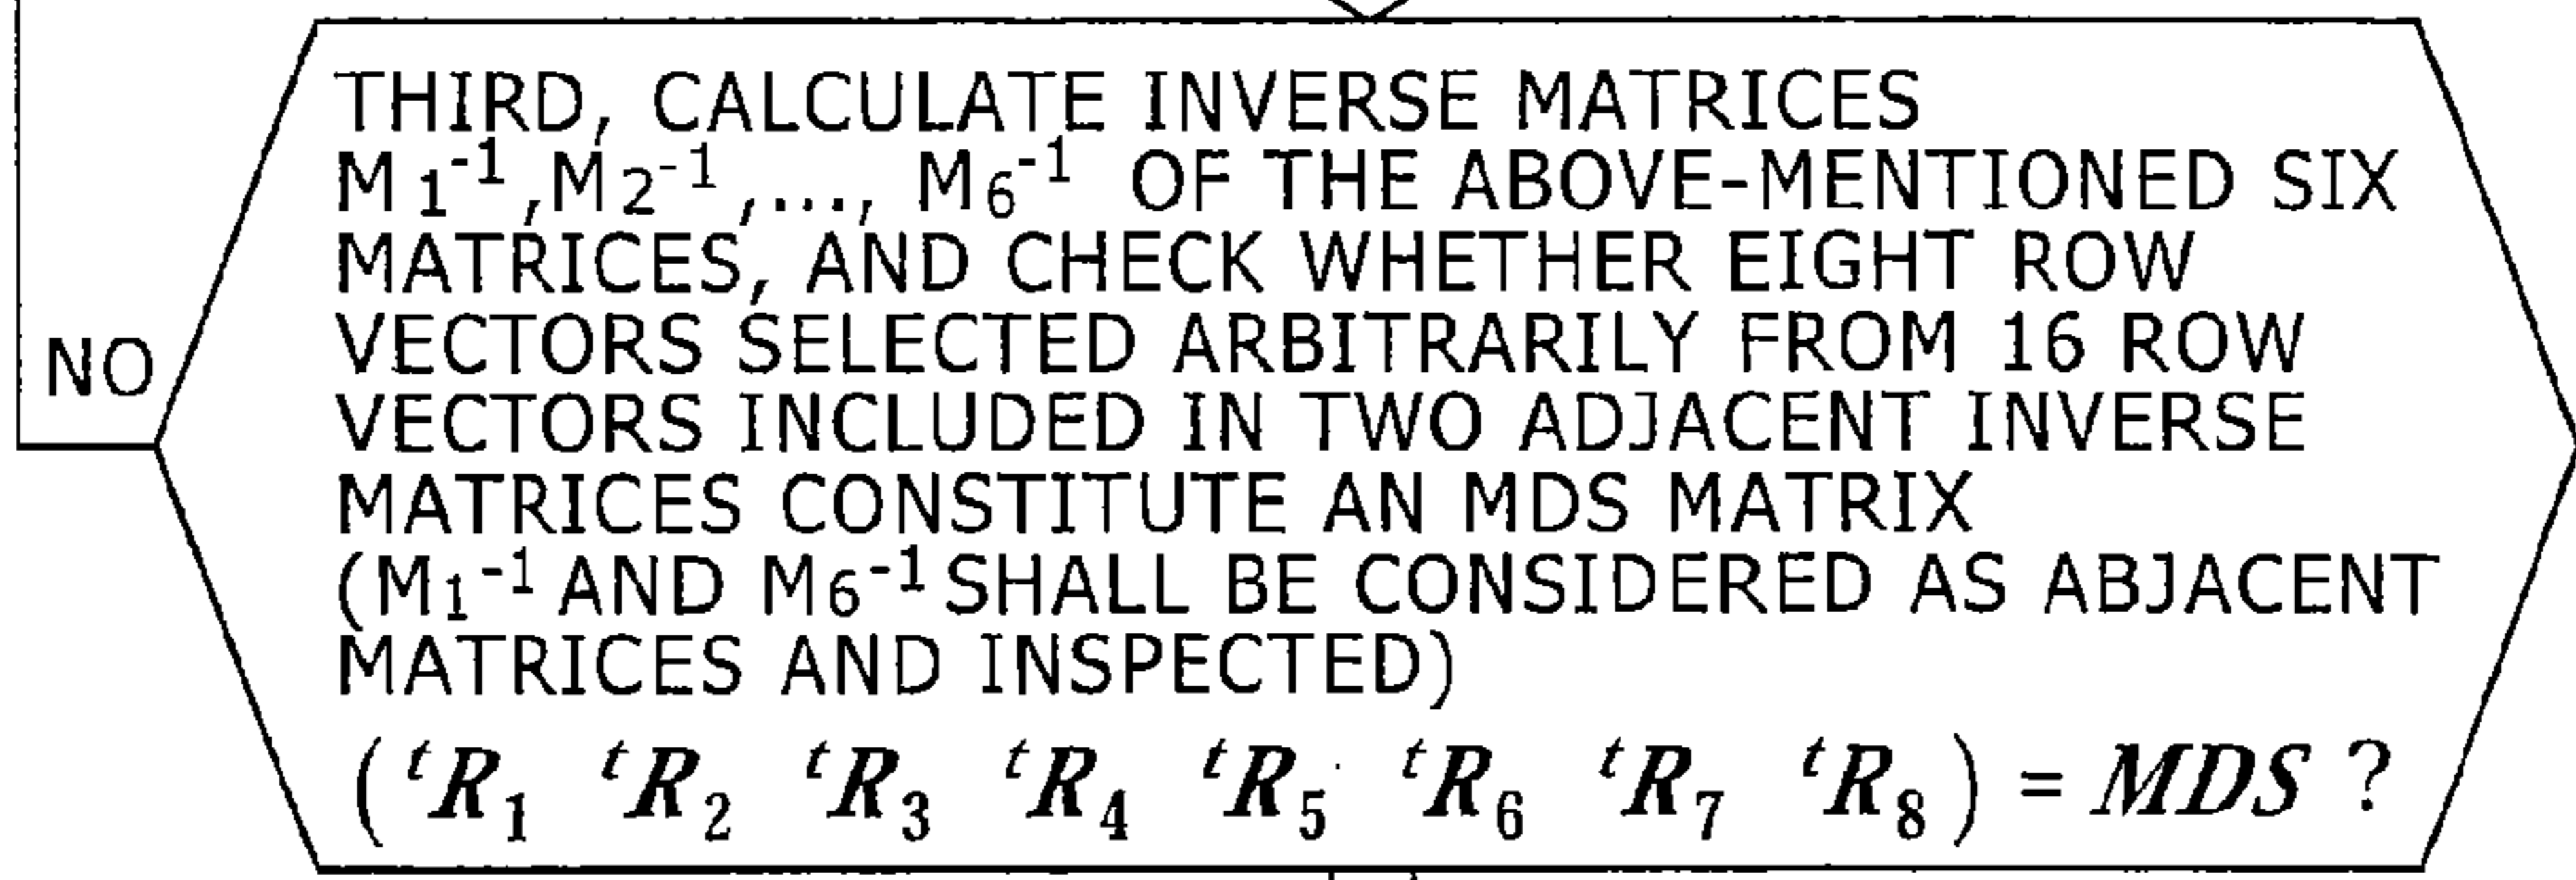 THIRD, CALCULATE INVERSE MATRICES
M₁⁻¹,M₂⁻¹,..., M₆⁻¹ OF THE ABOVE-MENTIONED SIX
MATRICES, AND CHECK WHETHER EIGHT ROW
VECTORS SELECTED ARBITRARILY FROM 16 ROW
NO
VECTORS INCLUDED IN TWO ADJACENT INVERSE
MATRICES CONSTITUTE AN MDS MATRIX
(M₁⁻¹ AND M₆⁻¹ SHALL BE CONSIDERED AS ABJACENT
MATRICES AND INSPECTED)
(ᵗR₁ ᵗR₂ ᵗR₃ ᵗR₄ ᵗR₅ ᵗR₆ ᵗR₇ ᵗR₈) = MDS ?